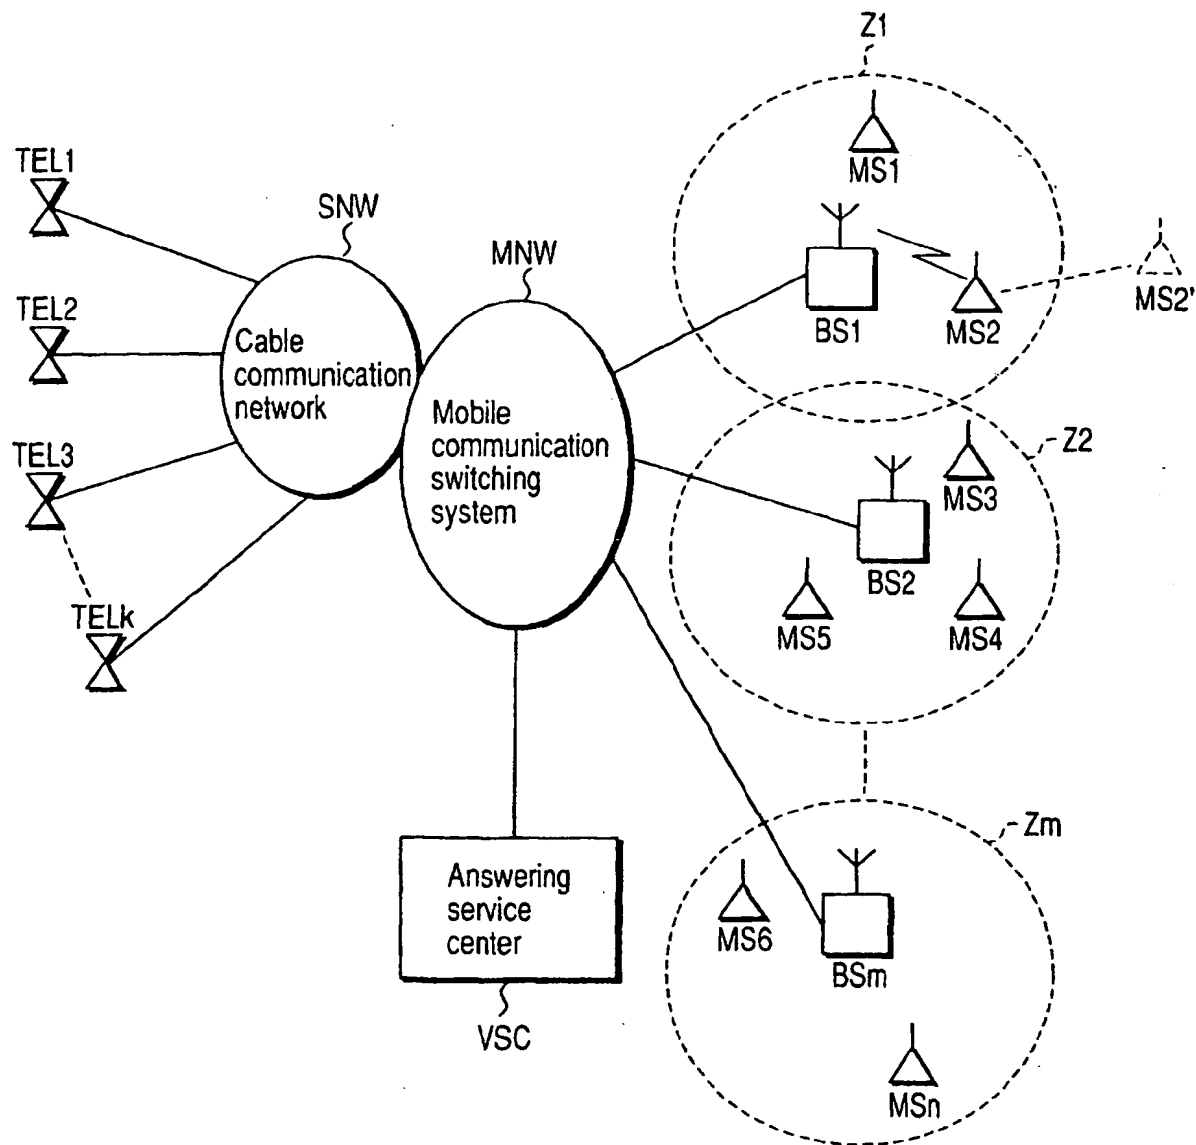 Z1
TEL1
MS1
SNW
MNW
TEL2
BS1
MS2
MS2'
Cable
communication
network
Mobile
communication
switching
system
Z2
TEL3
MS3
BS2
TELk
MS5
MS4
Zm
Answering
service
center
MS6
BSm
VSC
MSn